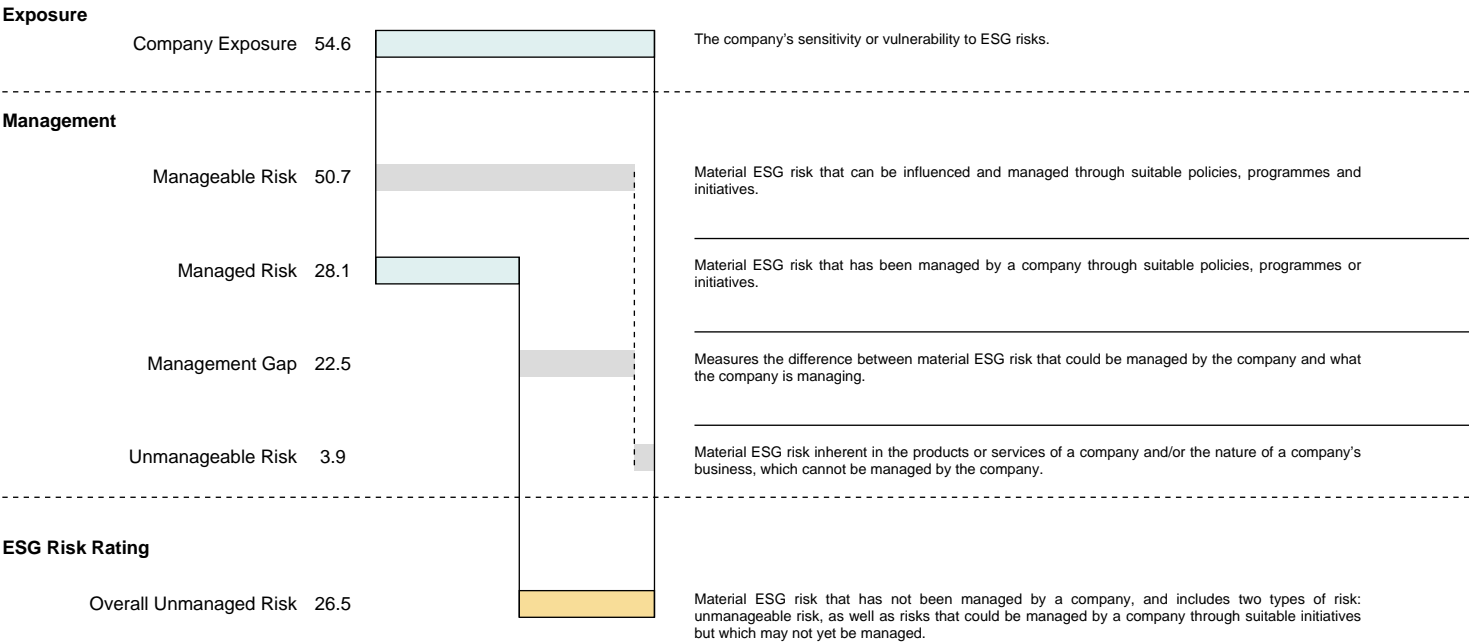 Exposure
Company Exposure 54.6
The company's sensitivity or vulnerability to ESG risks.
Management
Manageable Risk 50.7
Material ESG risk that can be influenced and managed through suitable policies, programmes and
initiatives.
Managed Risk 28.1
Material ESG risk that has been managed by a company through suitable policies, programmes or
initiatives.
Management Gap 22.5
Measures the difference between material ESG risk that could be managed by the company and what
the company is managing.
Unmanageable Risk 3.9
Material ESG risk inherent in the products or services of a company and/or the nature of a company's
business, which cannot be managed by the company.
ESG Risk Rating
Overall Unmanaged Risk 26.5
Material ESG risk that has not been managed by a company, and includes two types of risk:
unmanageable risk, as well as risks that could be managed by a company through suitable initiatives
but which may not yet be managed.